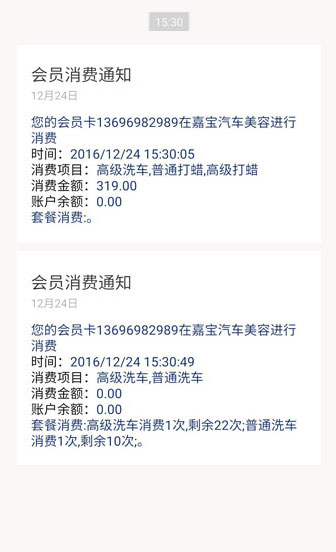 15:30
会员消费通知
12月24日
您的会员卡13696982989在嘉宝汽车美容进行
消费
时间：2016/12/24 15:30:05
消费项目：高级洗车,普通打蜡,高级打蜡
消费金额：319.00
账户余额：0.00
套餐消费:。
会员消费通知
12月24日
您的会员卡13696982989在嘉宝汽车美容进行
消费
时间：2016/12/24 15:30:49
消费项目：高级洗车,普通洗车
消费金额：0.00
账户余额：0.00
套餐消费:高级洗车消费1次,剩余22次;普通洗车
消费1次,剩余10次;。